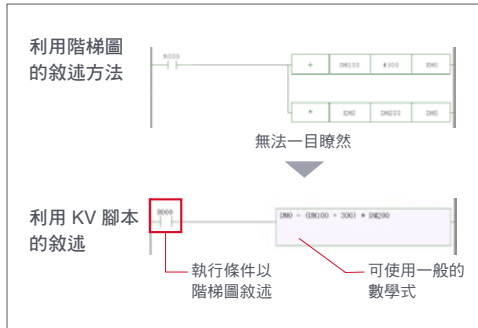 利用階梯圖
的敘述方法
R000
+ DM100 #300 EM0
* EM0 DM200 DM0
無法一目瞭然
利用 KV 腳本
的敘述
R000
DM0 = (DM100 + 300) * DM200
執行條件以
階梯圖敘述
可使用一般的
數學式